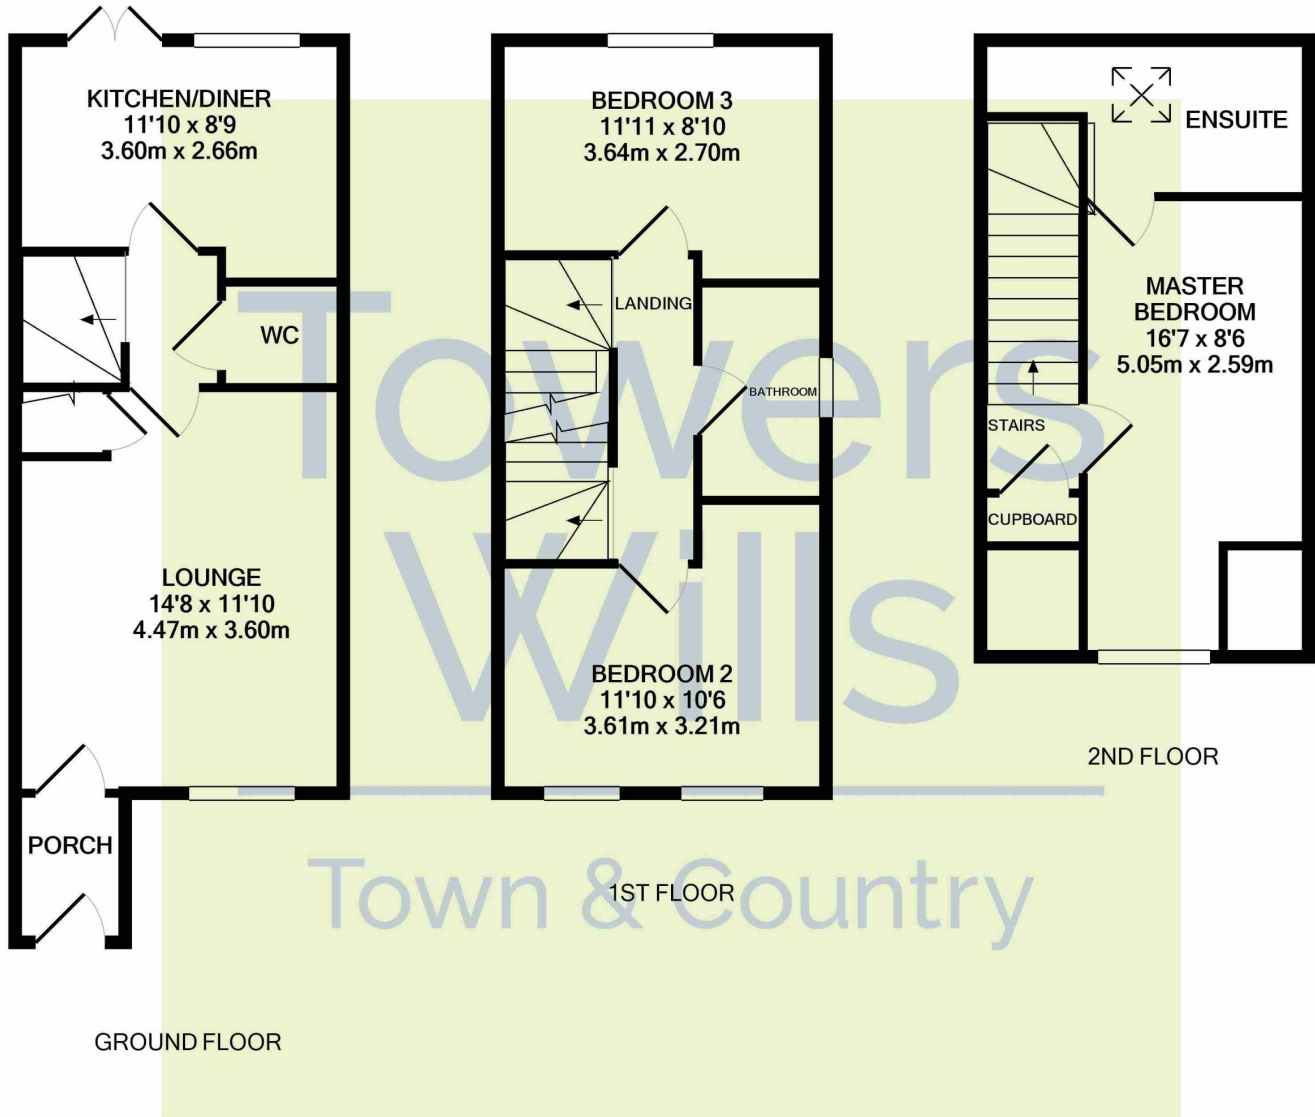 KITCHEN/DINER
11'10 x 8'9
3.60m x 2.66m
WC
LOUNGE
14'8 x 11'10
4.47m x 3.60m
PORCH
GROUND FLOOR
BEDROOM 3
11'11 x 8'10
3.64m x 2.70m
LANDING
BATHROOM
BEDROOM 2
11'10 x 10'6
3.61m x 3.21m
1ST FLOOR
ENSUITE
MASTER
BEDROOM
16'7 x 8'6
5.05m x 2.59m
STAIRS
CUPBOARD
2ND FLOOR
Towers
Wills
Town & Country